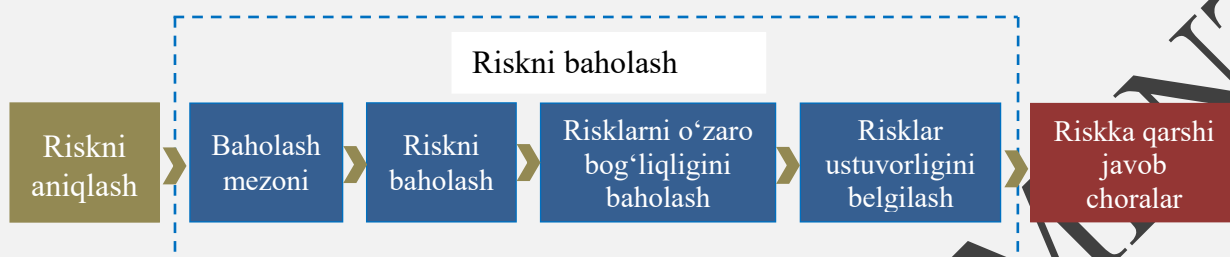 Riskni baholash
Riskni
aniqlash
Baholash
mezoni
Riskni
baholash
Risklarni o‘zaro
bog‘liqligini
baholash
Risklar
ustuvorligini
belgilash
Riskka qarshi
javob
choralar